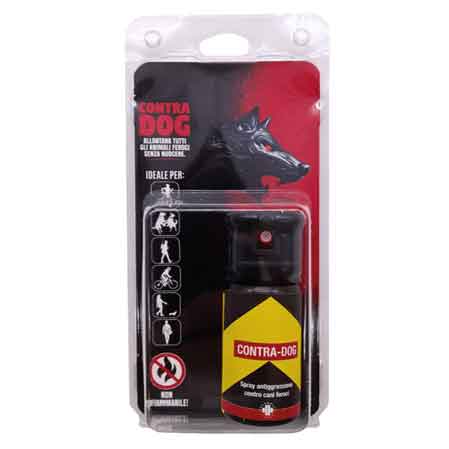 CONTRA
DOG
ALLONTANA TUTTI
GLI ANIMALI FEROCI
SENZA NUOCERE.
IDEALE PER:
CONTRA-DOG
Spray antiaggressione
contro cani feroci
NON
INFIAMMABILE!